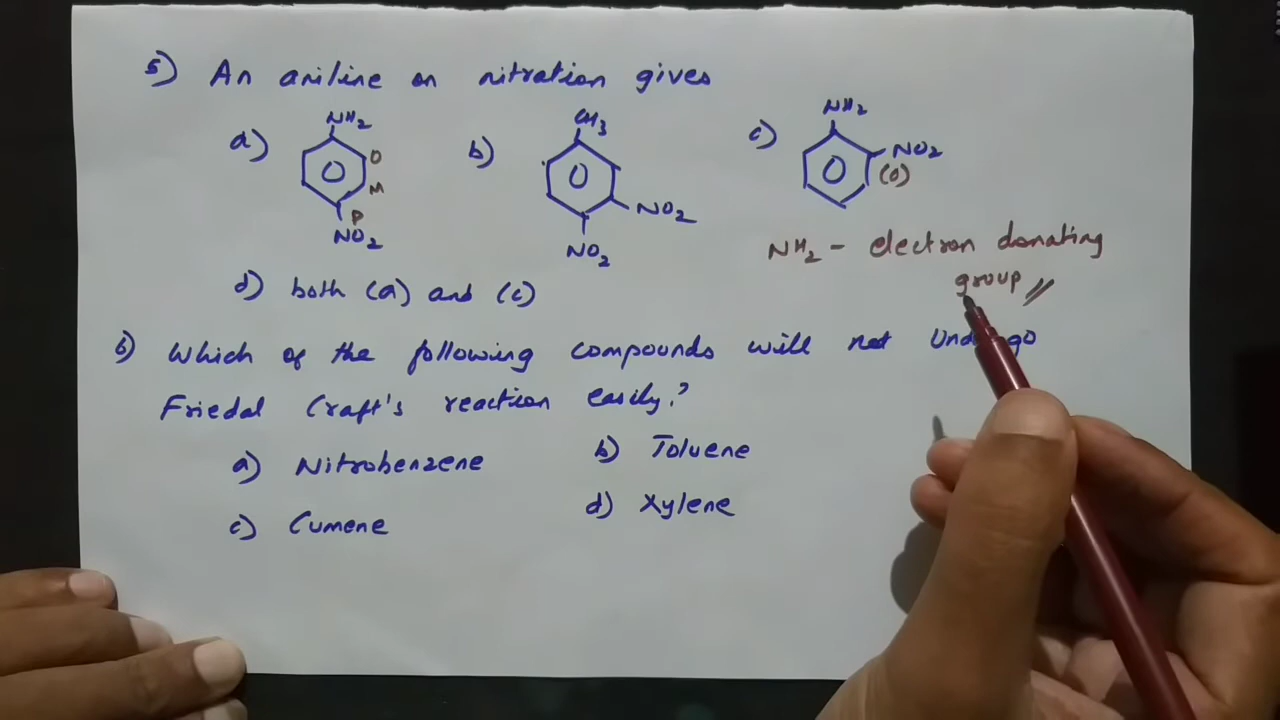 5) An aniline on nitration gives
a) NH2 O M P NO2
b) CH3 NO2 NO2
c) NH2 NO2 (O)
NH2 - electron donating
group //
d) both (a) and (c)
6) Which of the following compounds will not
Friedal Craft's reaction easily?
a) Nitrobenzene b) Toluene
c) Cumene d) Xylene